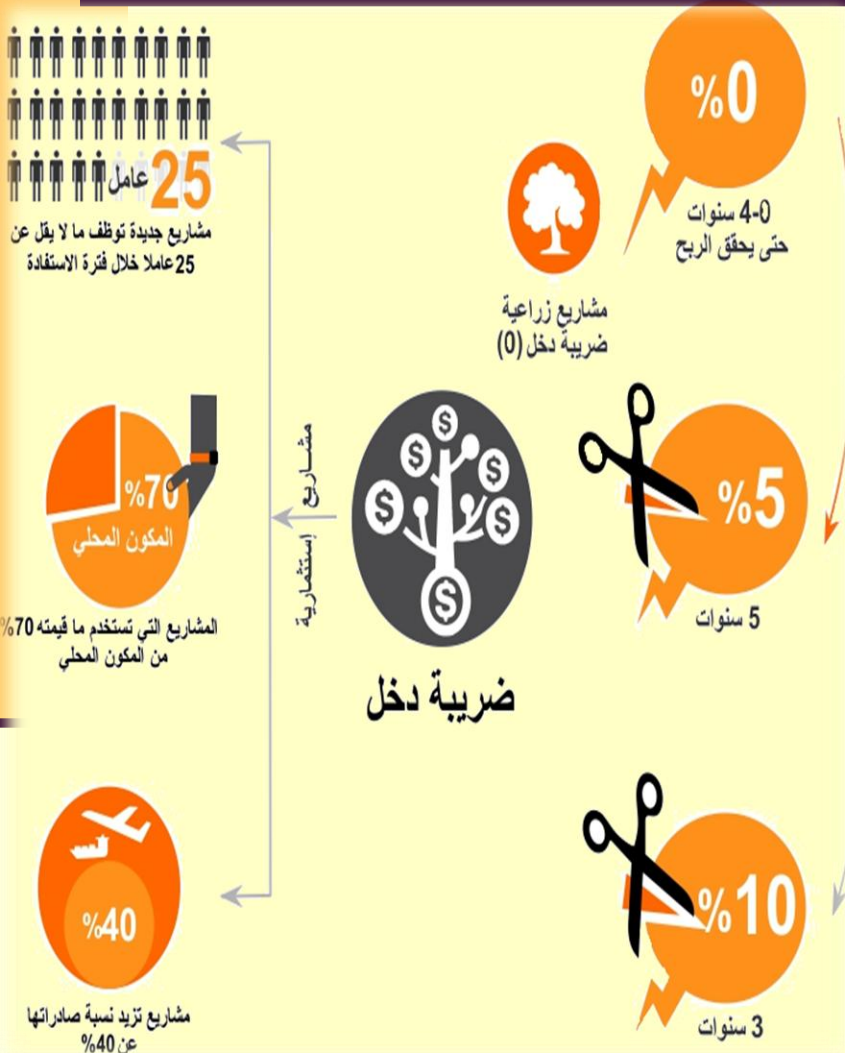 %0
0-4 سنوات
حتى يحقق الربح
مشاريع زراعية
ضريبة دخل (0)
%5
5 سنوات
%10
3 سنوات
ضريبة دخل
مشاريع إستثمارية
25 عامل
مشاريع جديدة توظف ما لا يقل عن
25 عاملا خلال فترة الاستفادة
%70
المكون المحلي
المشاريع التي تستخدم ما قيمته 70%
من المكون المحلي
%40
مشاريع تزيد نسبة صادراتها
عن 40%